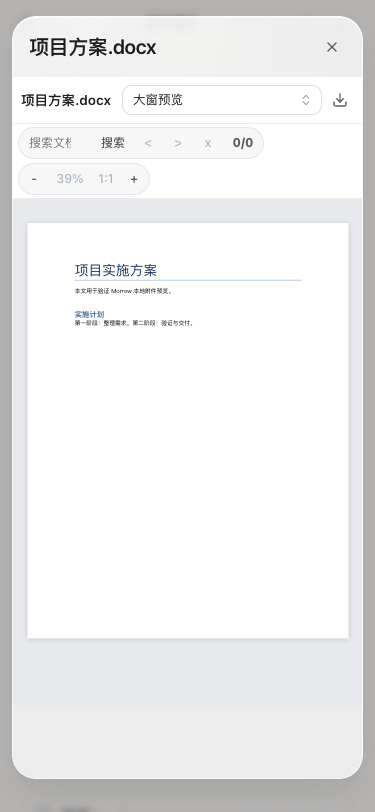 项目方案.docx
项目方案.docx 大窗预览
搜索文档 搜索 < > x 0/0
- 39% 1:1 +
项目实施方案
本文用于验证 Morrow 本地附件预览。
实施计划
第一阶段：整理需求。第二阶段：验证与交付。